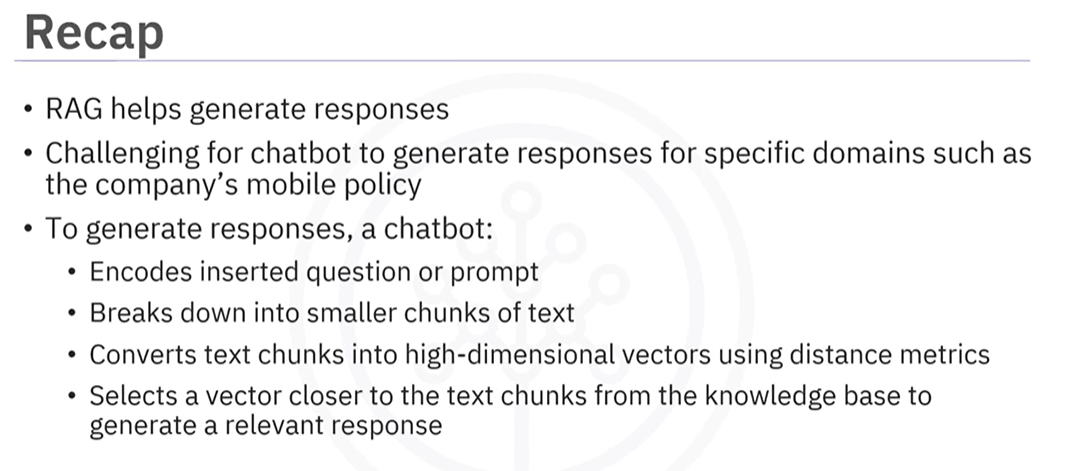 Recap
• RAG helps generate responses
• Challenging for chatbot to generate responses for specific domains such as
the company's mobile policy
• To generate responses, a chatbot:
• Encodes inserted question or prompt
• Breaks down into smaller chunks of text
• Converts text chunks into high-dimensional vectors using distance metrics
• Selects a vector closer to the text chunks from the knowledge base to
generate a relevant response